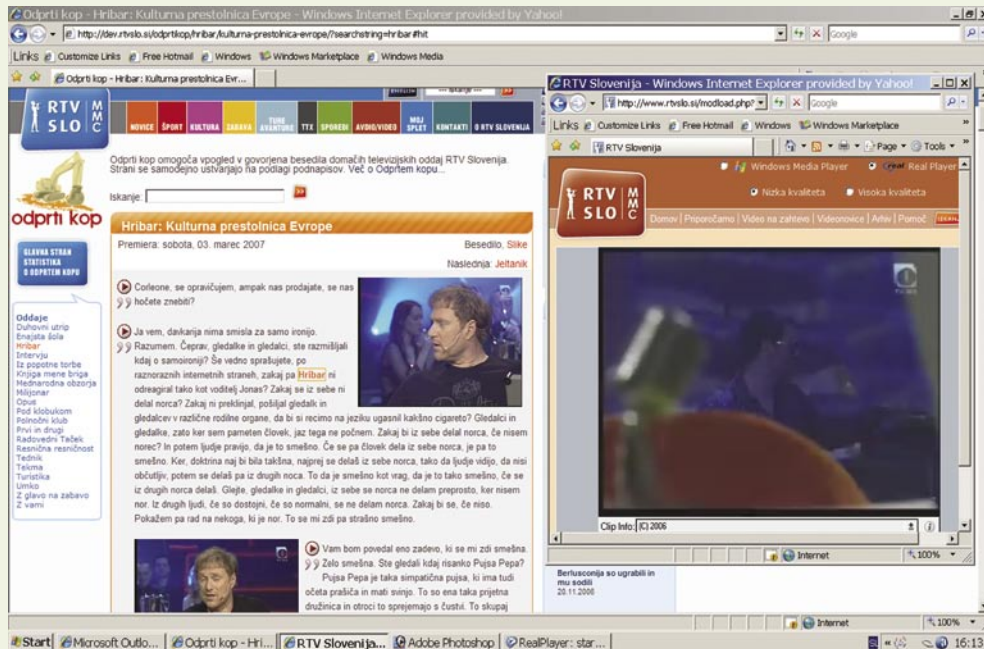 Odprti kop - Hribar: Kulturna prestolnica Evrope - Windows Internet Explorer provided by Yahoo!
http://dev.rtvslo.si/odprtikop/hribar/kulturna-prestolnica-evrope/?searchstring=hribar#hit
Google
Links Customize Links Free Hotmail Windows Windows Marketplace Windows Media
Odprti kop - Hribar: Kulturna prestolnica Evr...
RTV SLO MMC
ENGLISH
NOVICE ŠPORT KULTURA ZABAVA TURE AVANTURE TTX SPOREDI AVDIO/VIDEO MOJ SPLET KONTAKTI O RTV SLOVENIJA
Odprti kop omogoča vpogled v govorjena besedila domačih televizijskih oddaj RTV Slovenija.
Strani se samodejno ustvarjajo na podlagi podnapisov. Več o Odprtem kopu...
Iskanje:
odprti kop
GLAVNA STRAN
STATISTIKA
O ODPRTEM KOPU
Oddaje
Duhovni utrip
Enajsta šola
Hribar
Intervju
Iz popotne torbe
Knjiga mene briga
Mednarodna obzorja
Milijonar
Opus
Pod klobukom
Polnočni klub
Prvi in drugi
Radovedni Taček
Resnična resničnost
Tednik
Tekma
Turistika
Umko
Z glavo na zabavo
Z vami
Hribar: Kulturna prestolnica Evrope
Premiera: sobota, 03. marec 2007
Besedilo, Slike
Naslednja: Jeltanik
Corleone, se opravičujem, ampak nas prodajate, se nas
hočete znebiti?
Ja vem, davkarija nima smisla za samo ironijo.
Razumem. Čeprav, gledalke in gledalci, ste razmišljali
kdaj o samoironiji? Še vedno sprašujete, po
raznoraznih internetnih straneh, zakaj pa Hribar ni
odreagiral tako kot voditelj Jonas? Zakaj se iz sebe ni
delal norca? Zakaj ni preklinjal, pošiljal gledalk in
gledalcev v različne rodilne organe, da bi si recimo na jeziku ugasnil kakšno cigareto? Gledalci in
gledalke, zato ker sem pameten človek, jaz tega ne počnem. Zakaj bi iz sebe delal norca, če nisem
norec? In potem ljudje pravijo, da je to smešno. Če se pa človek dela iz sebe norca, je pa to
smešno. Ker, doktrina naj bi bila takšna, najprej se delaš iz sebe norca, tako da ljudje vidijo, da nisi
občutljiv, potem se delaš pa iz drugih noca. To da je smešno kot vrag, da je to tako smešno, če se
iz drugih norca delaš. Glejte, gledalke in gledalci, iz sebe se norca ne delam preprosto, ker nisem
nor. Iz drugih ljudi, če so dostojni, če so normalni, se ne delam norca. Zakaj bi se, če niso.
Pokažem pa rad na nekoga, ki je nor. To se mi zdi pa strašno smešno.
Vam bom povedal eno zadevo, ki se mi zdi smešna.
Zelo smešna. Ste gledali kdaj risanko Pujsa Pepa?
Pujsa Pepa je taka simpatična pujsa, ki ima tudi
očeta prašiča in mati svinjo. To so ena taka prijetna
družinica in otroci to sprejemajo s čustvi. To skupaj
RTV Slovenija - Windows Internet Explorer provided by Yahoo!
http://www.rtvslo.si/modload.php?
Google
Links Customize Links Free Hotmail Windows Windows Marketplace
RTV Slovenija
Page Tools
Windows Media Player real Real Player
Nizka kvaliteta Visoka kvaliteta
RTV SLO MMC
Domov | Priporočamo | Video na zahtevo | Videonovice | Arhiv | Pomoč
Clip Info: (C) 2006
Internet 100%
Berlusconija so ugrabili in
mu sodili
28.11.2006
Internet 100%
Start Microsoft Outlo... Odprti kop - Hri... RTV Slovenija... Adobe Photoshop RealPlayer: star... 16:13